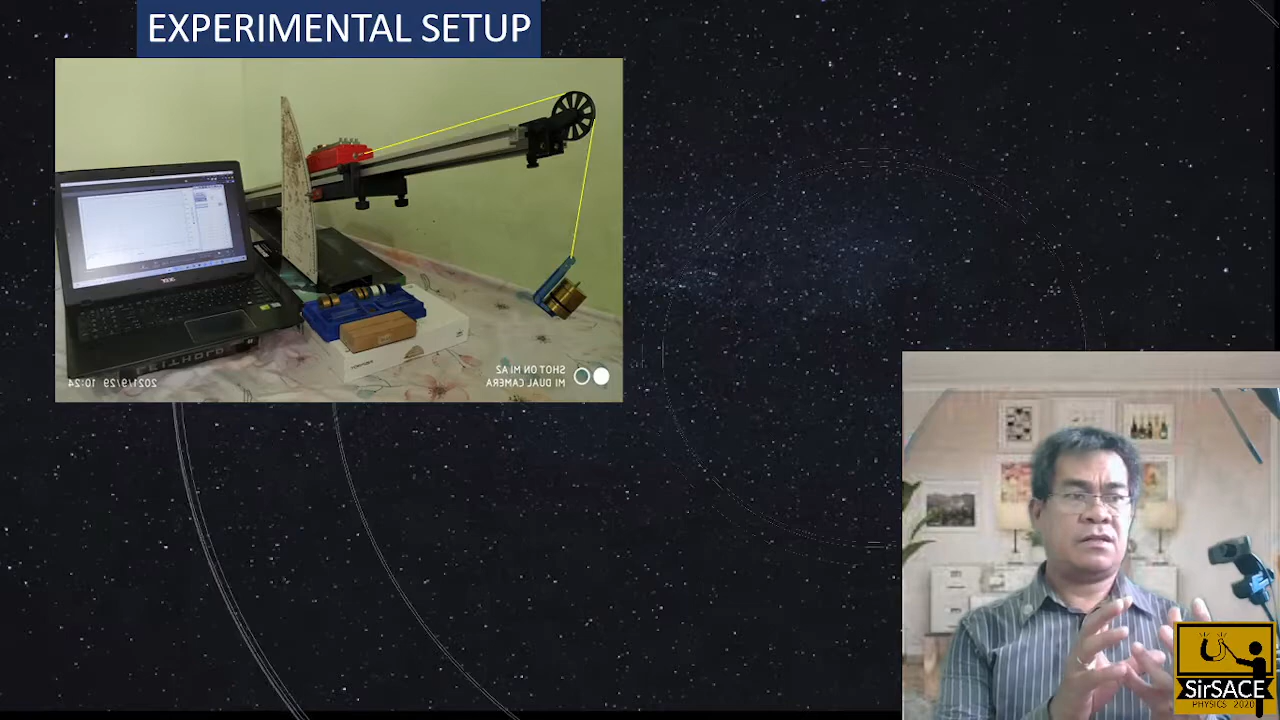 EXPERIMENTAL SETUP
SHOT ON MI A2
MI DUAL CAMERA
2021/9/29 10:24
SirSACE
PHYSICS 2020